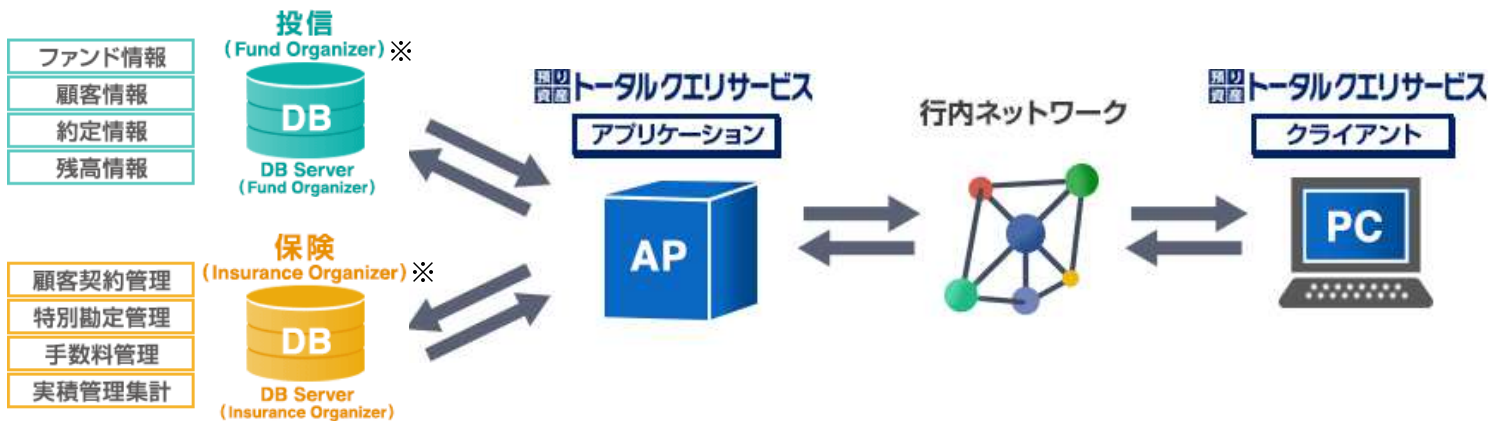 投信
(Fund Organizer) ※
ファンド情報
顧客情報
約定情報
残高情報
DB
DB Server
(Fund Organizer)
保険
(Insurance Organizer) ※
顧客契約管理
特別勘定管理
手数料管理
実積管理集計
DB
DB Server
(Insurance Organizer)
預り資産トータルクエリサービス
アプリケーション
AP
行内ネットワーク
預り資産トータルクエリサービス
クライアント
PC